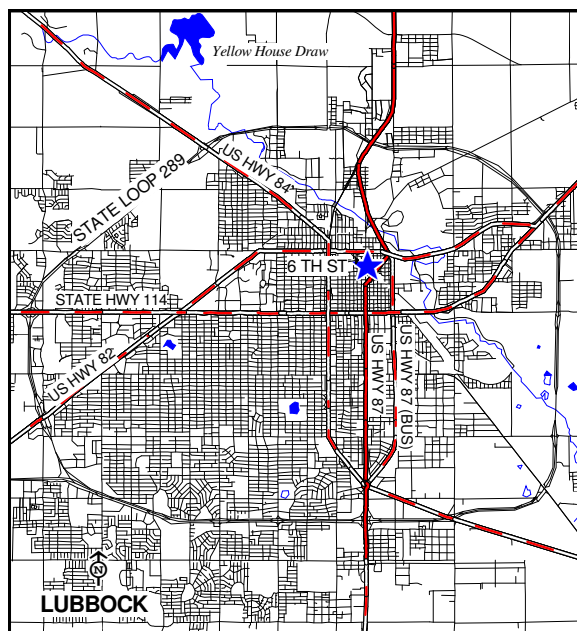 Yellow House Draw
US HWY 84
STATE LOOP 289
6 TH ST.
STATE HWY 114
US HWY 82
US HWY 87
US HWY 87 (BUS)
N
LUBBOCK